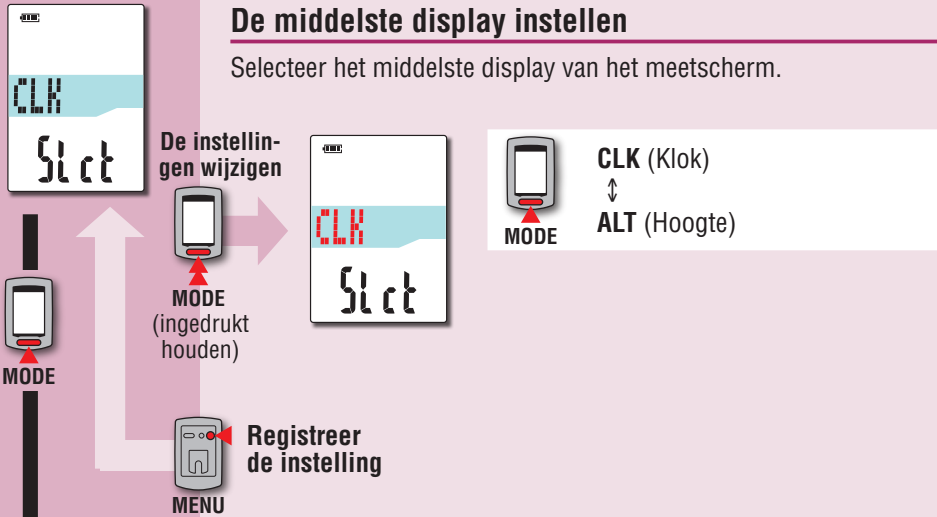 De middelste display instellen
Selecteer het middelste display van het meetscherm.
CLK
Slct
De instellin-
gen wijzigen
MODE
(ingedrukt
houden)
CLK
Slct
MODE
CLK (Klok)
↕
ALT (Hoogte)
MODE
Registreer
de instelling
MENU